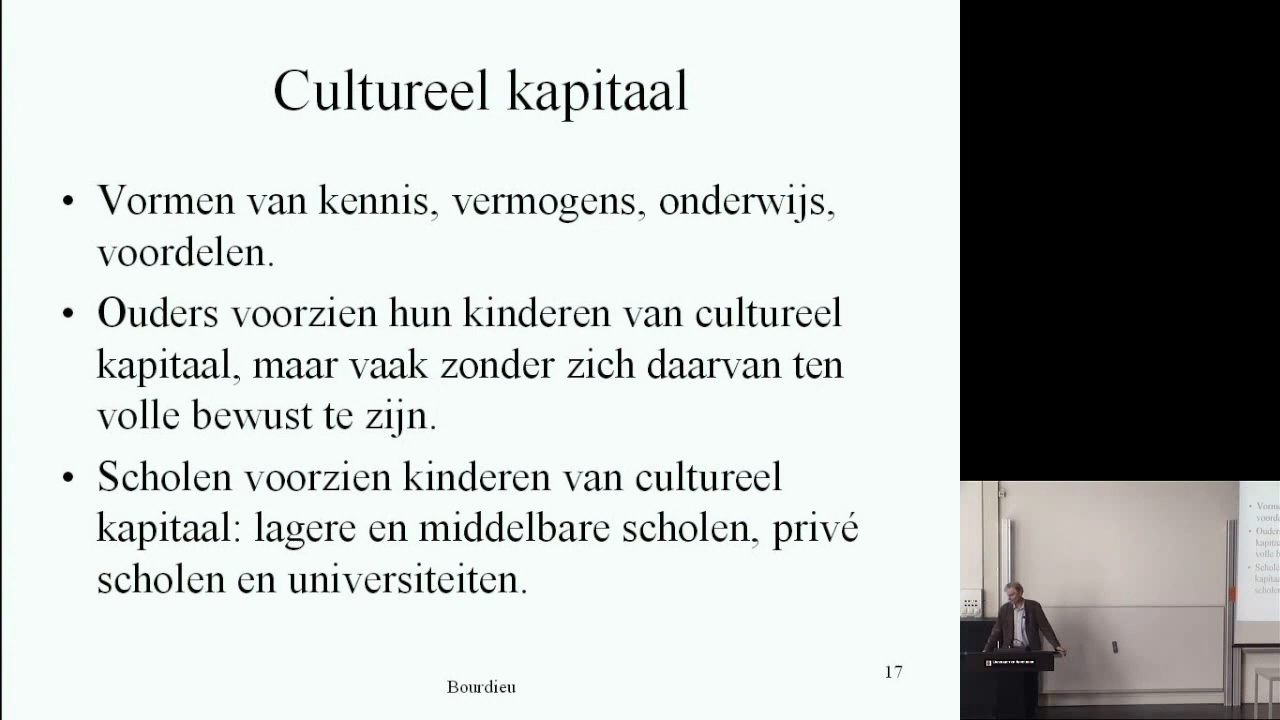 Cultureel kapitaal
• Vormen van kennis, vermogens, onderwijs,
voordelen.
• Ouders voorzien hun kinderen van cultureel
kapitaal, maar vaak zonder zich daarvan ten
volle bewust te zijn.
• Scholen voorzien kinderen van cultureel
kapitaal: lagere en middelbare scholen, privé
scholen en universiteiten.
Bourdieu
17